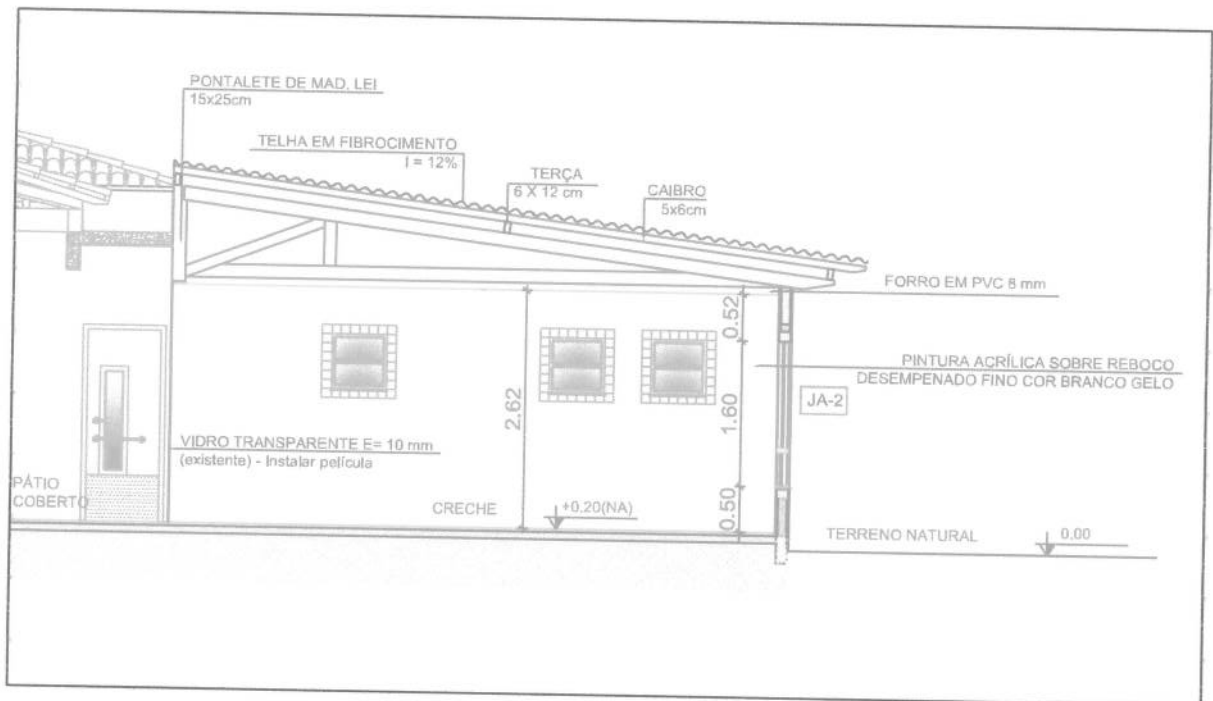 PONTALETE DE MAD. LEI
15x25cm
TELHA EM FIBROCIMENTO
I = 12%
TERÇA
6 X 12 cm
CAIBRO
5x6cm
FORRO EM PVC 8 mm
0.52
PINTURA ACRÍLICA SOBRE REBOCO
DESEMPENADO FINO COR BRANCO GELO
JA-2
2.62
1.60
VIDRO TRANSPARENTE E= 10 mm
(existente) - Instalar película
PÁTIO
COBERTO
CRECHE
+0.20(NA)
0.50
TERRENO NATURAL
0.00